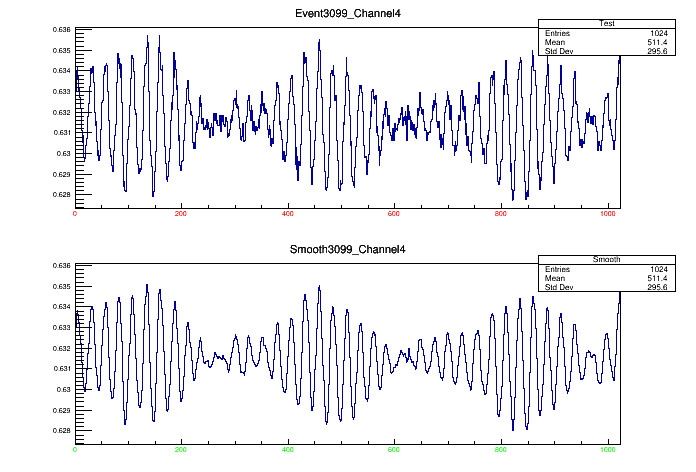 Event3099_Channel4
Test
Entries 1024
Mean 511.4
Std Dev 295.6
0.636
0.635
0.634
0.633
0.632
0.631
0.63
0.629
0.628
0 200 400 600 800 1000
Smooth3099_Channel4
Smooth
Entries 1024
Mean 511.4
Std Dev 295.6
0.636
0.635
0.634
0.633
0.632
0.631
0.63
0.629
0.628
0 200 400 600 800 1000